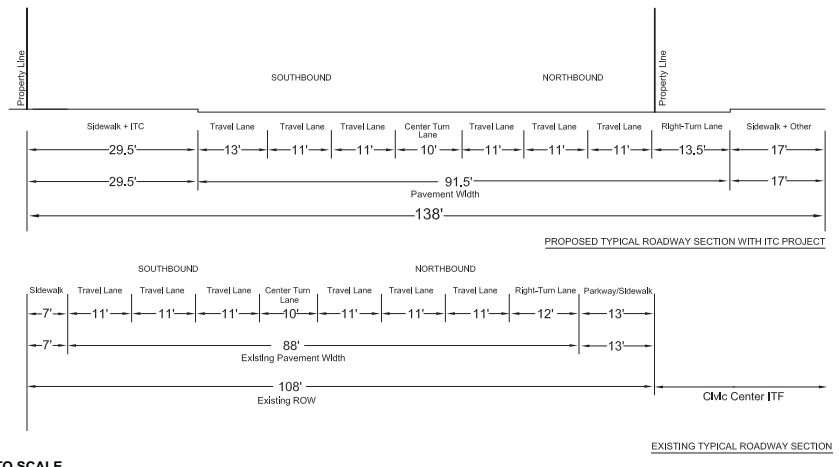 Property Line
Property Line
SOUTHBOUND
NORTHBOUND
Sidewalk + ITC
Travel Lane
Travel Lane
Travel Lane
Center Turn
Lane
Travel Lane
Travel Lane
Travel Lane
Right-Turn Lane
Sidewalk + Other
29.5'
13'
11'
11'
10'
11'
11'
11'
13.5'
17'
29.5'
91.5'
17'
Pavement Width
138'
PROPOSED TYPICAL ROADWAY SECTION WITH ITC PROJECT
SOUTHBOUND
NORTHBOUND
Sidewalk
Travel Lane
Travel Lane
Travel Lane
Center Turn
Lane
Travel Lane
Travel Lane
Travel Lane
Right-Turn Lane
Parkway/Sidewalk
7'
11'
11'
11'
10'
11'
11'
11'
12'
13'
7'
88'
13'
Existing Pavement Width
108'
Existing ROW
Civic Center ITF
EXISTING TYPICAL ROADWAY SECTION
TO SCALE